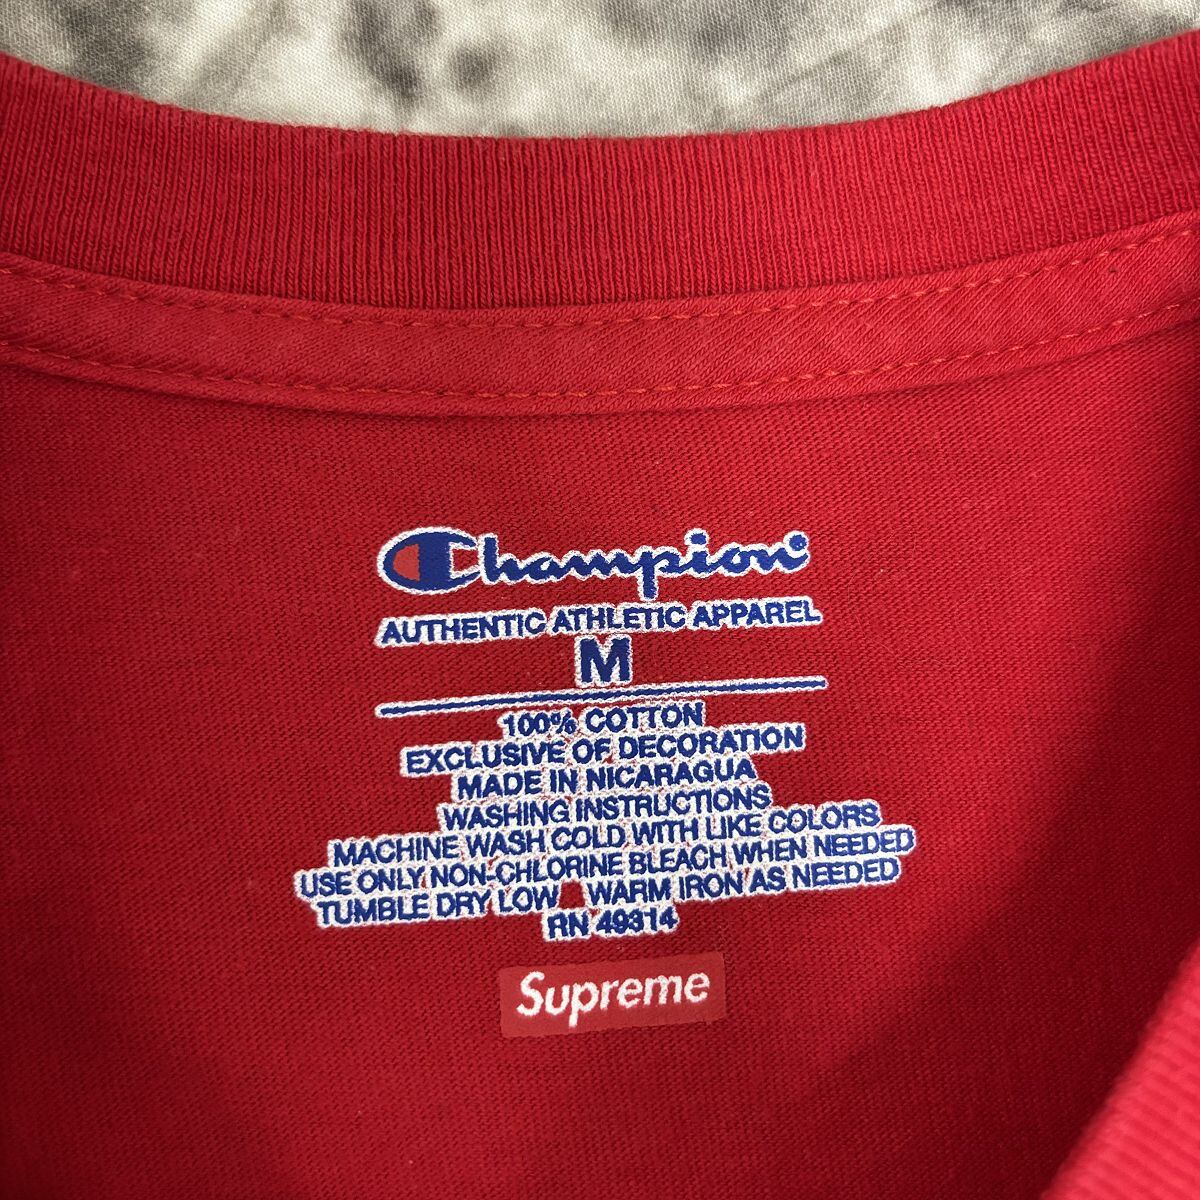 Champion®
AUTHENTIC ATHLETIC APPAREL
M
100% COTTON
EXCLUSIVE OF DECORATION
MADE IN NICARAGUA
WASHING INSTRUCTIONS
MACHINE WASH COLD WITH LIKE COLORS
USE ONLY NON-CHLORINE BLEACH WHEN NEEDED
TUMBLE DRY LOW WARM IRON AS NEEDED
RN 49314
Supreme